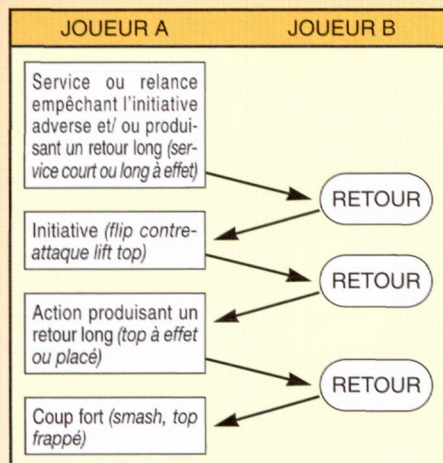 JOUEUR A JOUEUR B
Service ou relance
empêchant l'initiative
adverse et/ ou produi-
sant un retour long (ser-
vice court ou long à effet)
RETOUR
Initiative (flip contre-
attaque lift top)
RETOUR
Action produisant un
retour long (top à effet
ou placé)
RETOUR
Coup fort (smash, top
frappé)